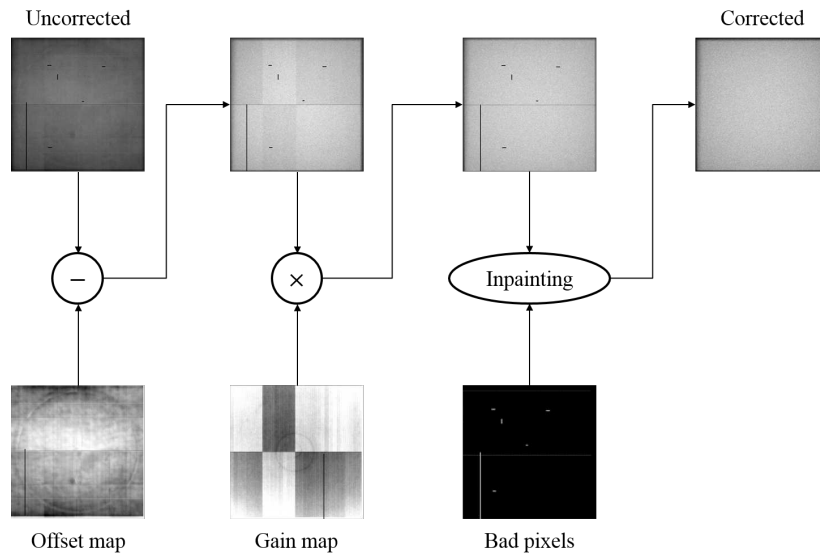 Uncorrected
Corrected
−
×
Inpainting
Offset map
Gain map
Bad pixels